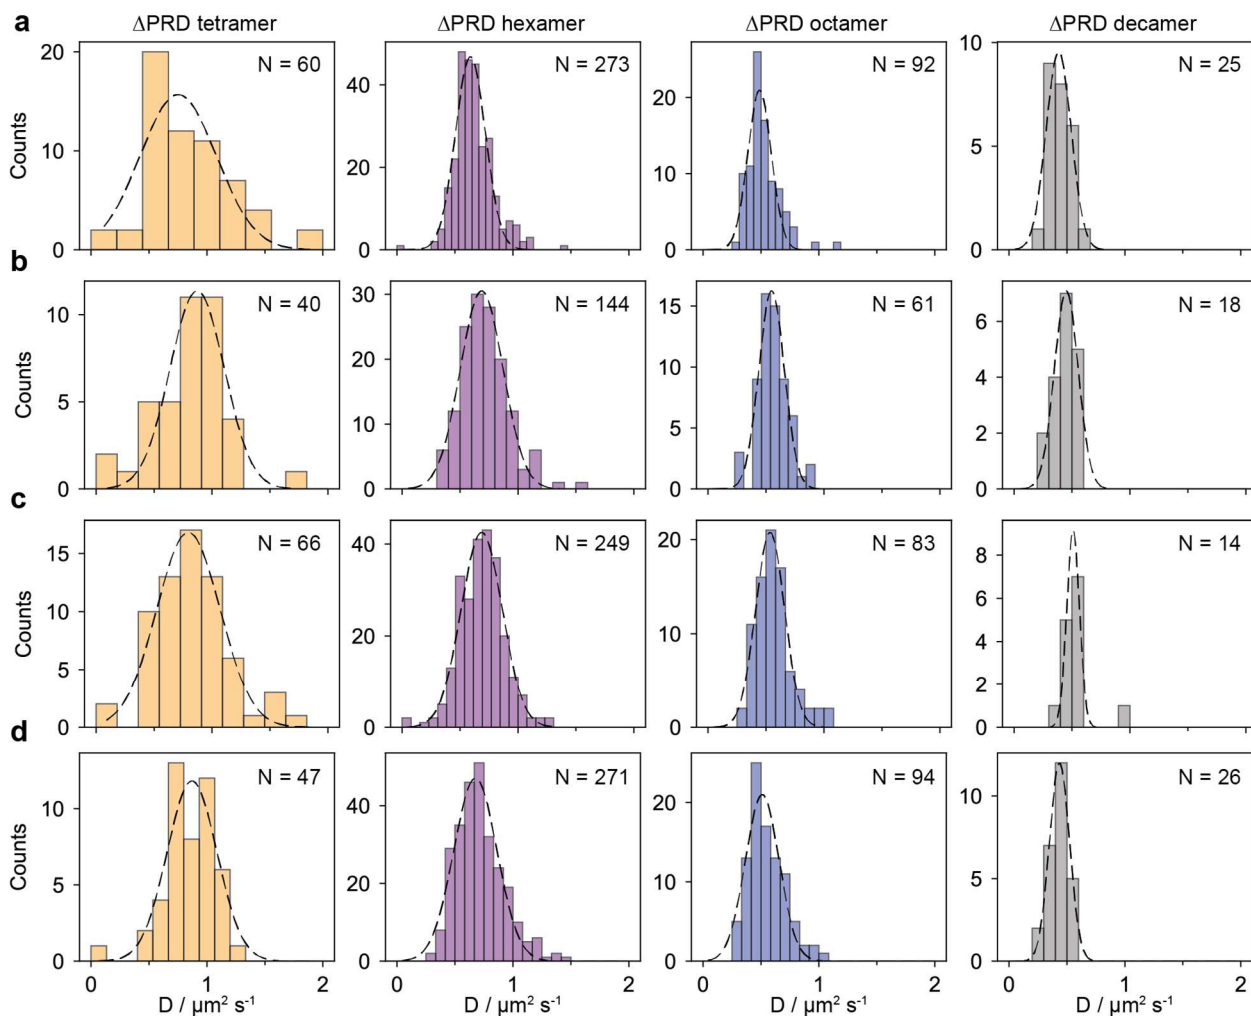 a
ΔPRD tetramer
ΔPRD hexamer
ΔPRD octamer
ΔPRD decamer
Counts
20
10
0
N = 60
40
20
0
N = 273
20
10
0
N = 92
10
5
0
N = 25
b
Counts
10
5
0
N = 40
30
20
10
0
N = 144
15
10
5
0
N = 61
6
4
2
0
N = 18
c
Counts
15
10
5
0
N = 66
40
20
0
N = 249
20
10
0
N = 83
8
6
4
2
0
N = 14
d
Counts
10
5
0
N = 47
40
20
0
N = 271
20
10
0
N = 94
10
5
0
N = 26
0 1 2
0 1 2
0 1 2
0 1 2
D / µm² s⁻¹
D / µm² s⁻¹
D / µm² s⁻¹
D / µm² s⁻¹